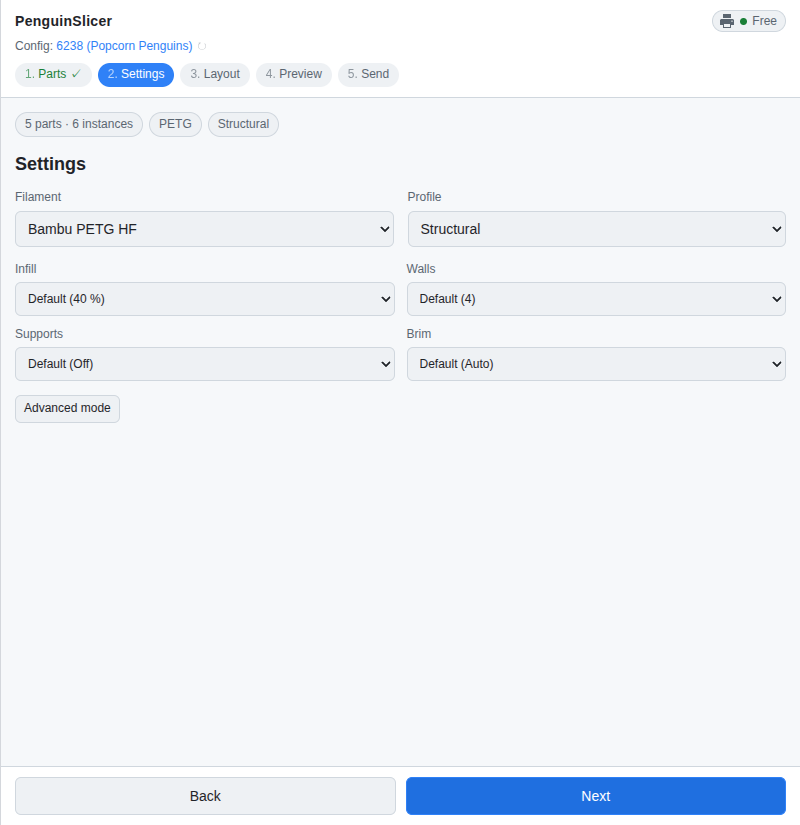 PenguinSlicer
Free
Config: 6238 (Popcorn Penguins)
1. Parts ✓ 2. Settings 3. Layout 4. Preview 5. Send
5 parts · 6 instances PETG Structural
Settings
Filament Profile
Bambu PETG HF Structural
Infill Walls
Default (40 %) Default (4)
Supports Brim
Default (Off) Default (Auto)
Advanced mode
Back Next